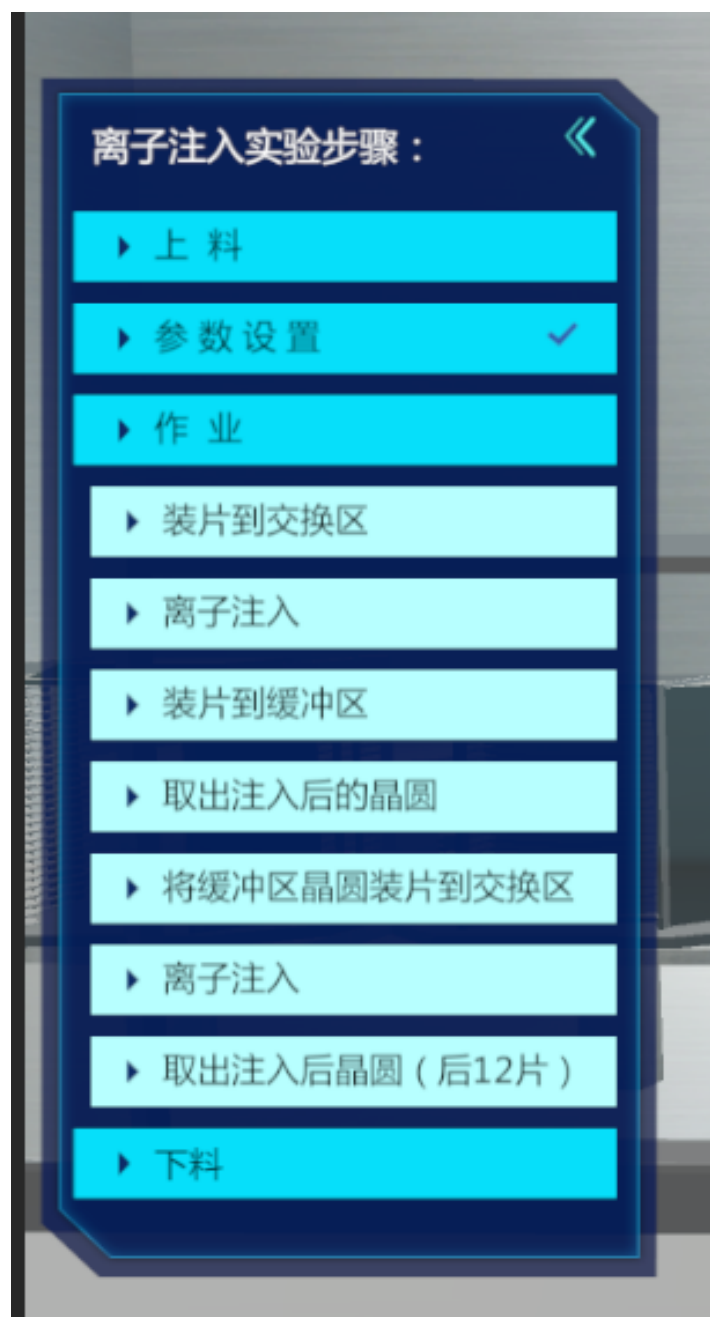 离子注入实验步骤：
上 料
参数设置
作 业
装片到交换区
离子注入
装片到缓冲区
取出注入后的晶圆
将缓冲区晶圆装片到交换区
离子注入
取出注入后晶圆（后12片）
下料